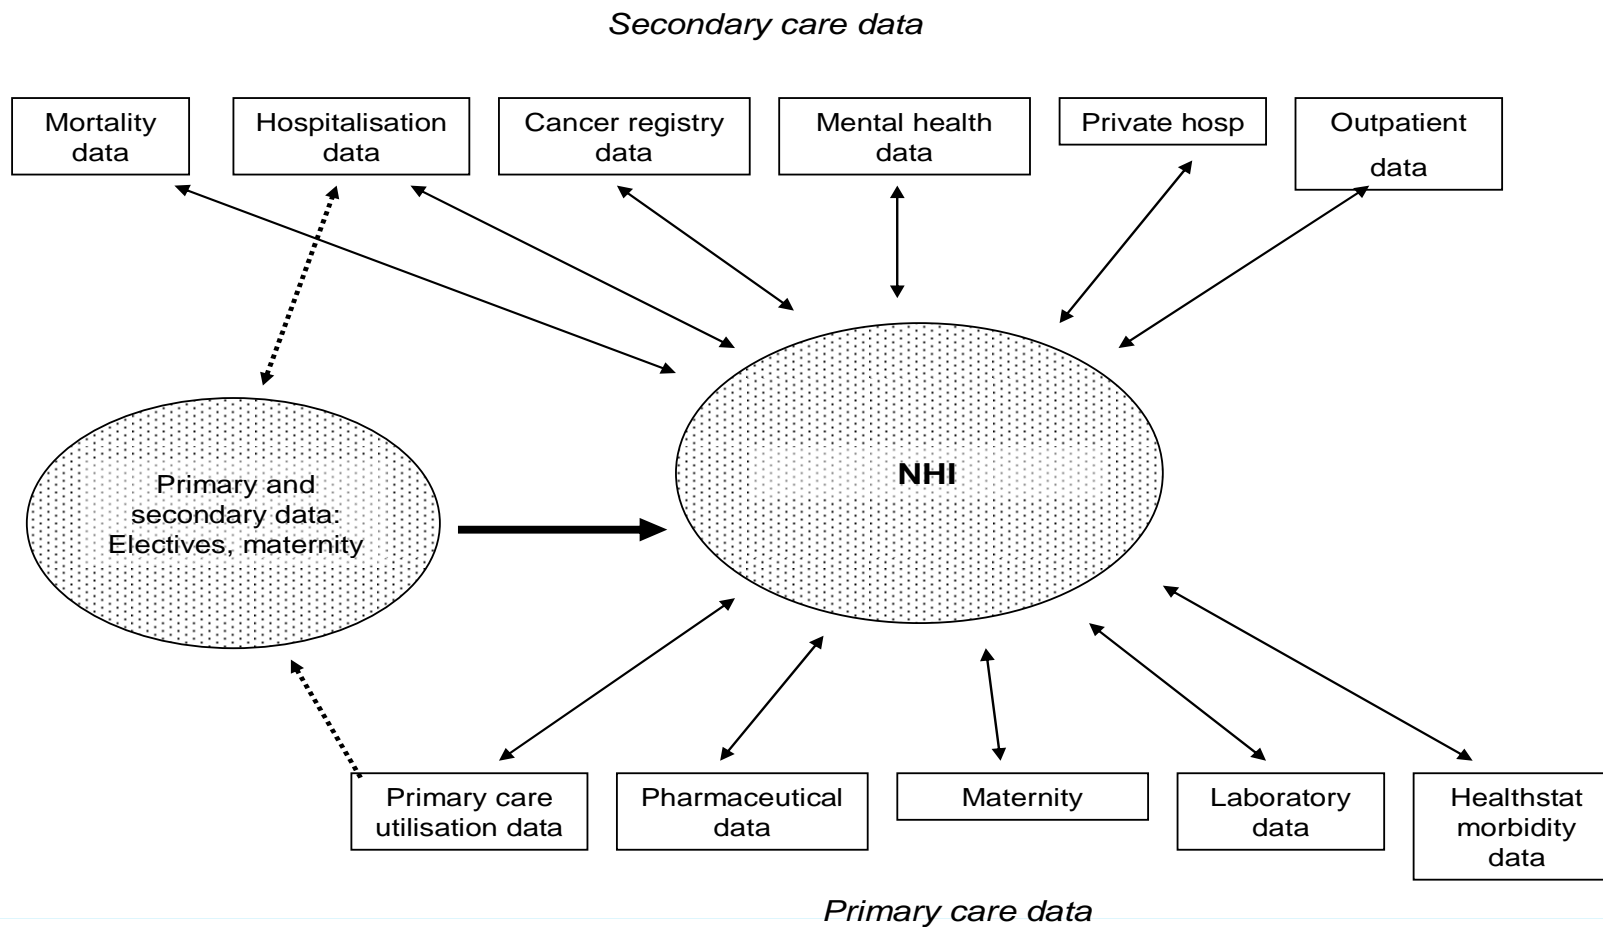 Secondary care data
Mortality
data
Hospitalisation
data
Cancer registry
data
Mental health
data
Private hosp
Outpatient
data
NHI
Primary and
secondary data:
Electives, maternity
Primary care
utilisation data
Pharmaceutical
data
Maternity
Laboratory
data
Healthstat
morbidity
data
Primary care data